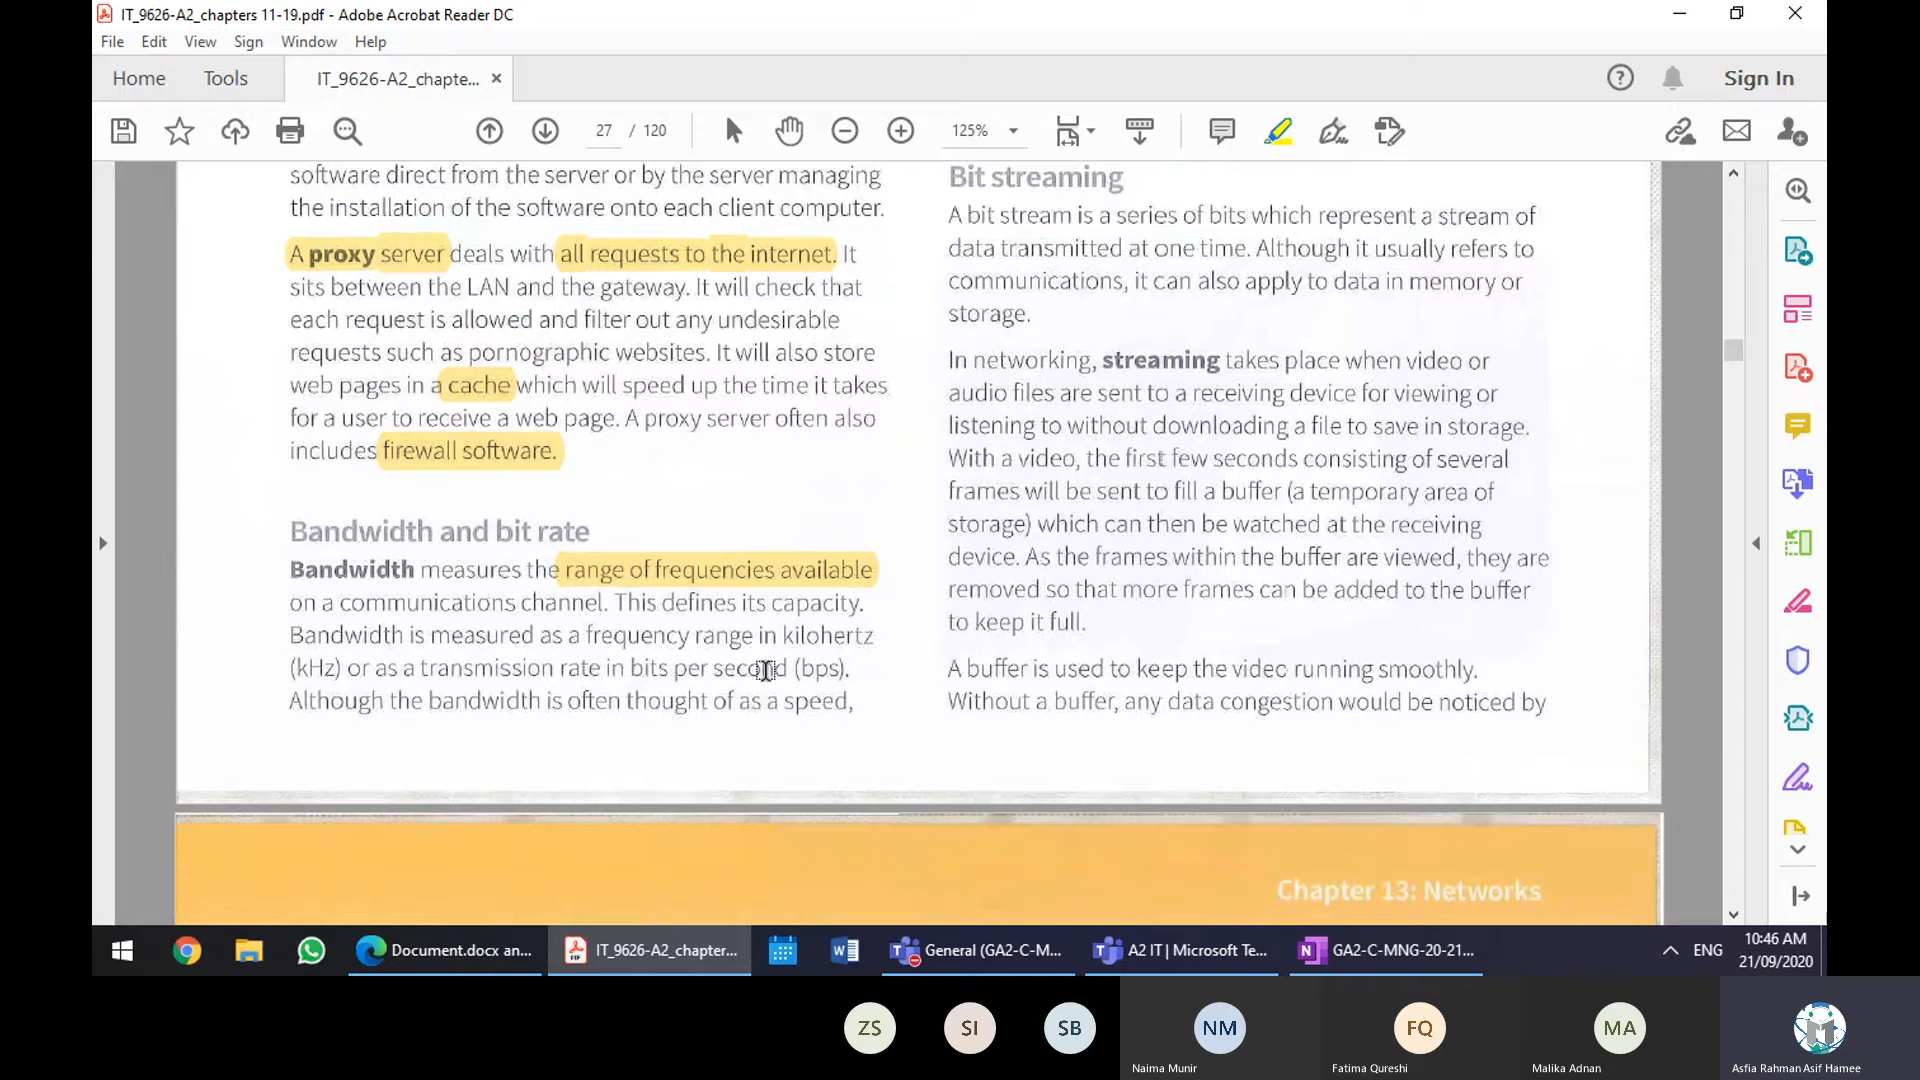 IT_9626-A2_chapters 11-19.pdf - Adobe Acrobat Reader DC
File Edit View Sign Window Help
Home Tools IT_9626-A2_chapte... Sign In
27 / 120 125%
software direct from the server or by the server managing
the installation of the software onto each client computer.
A proxy server deals with all requests to the internet. It
sits between the LAN and the gateway. It will check that
each request is allowed and filter out any undesirable
requests such as pornographic websites. It will also store
web pages in a cache which will speed up the time it takes
for a user to receive a web page. A proxy server often also
includes firewall software.
Bandwidth and bit rate
Bandwidth measures the range of frequencies available
on a communications channel. This defines its capacity.
Bandwidth is measured as a frequency range in kilohertz
(kHz) or as a transmission rate in bits per second (bps).
Although the bandwidth is often thought of as a speed,
Bit streaming
A bit stream is a series of bits which represent a stream of
data transmitted at one time. Although it usually refers to
communications, it can also apply to data in memory or
storage.
In networking, streaming takes place when video or
audio files are sent to a receiving device for viewing or
listening to without downloading a file to save in storage.
With a video, the first few seconds consisting of several
frames will be sent to fill a buffer (a temporary area of
storage) which can then be watched at the receiving
device. As the frames within the buffer are viewed, they are
removed so that more frames can be added to the buffer
to keep it full.
A buffer is used to keep the video running smoothly.
Without a buffer, any data congestion would be noticed by
Chapter 13: Networks
Document.docx an... IT_9626-A2_chapter... General (GA2-C-M... A2 IT | Microsoft Te... GA2-C-MNG-20-21... ENG
10:46 AM
21/09/2020
ZS SI SB NM FQ MA
Naima Munir Fatima Qureshi Malika Adnan Asfia Rahman Asif Hamee